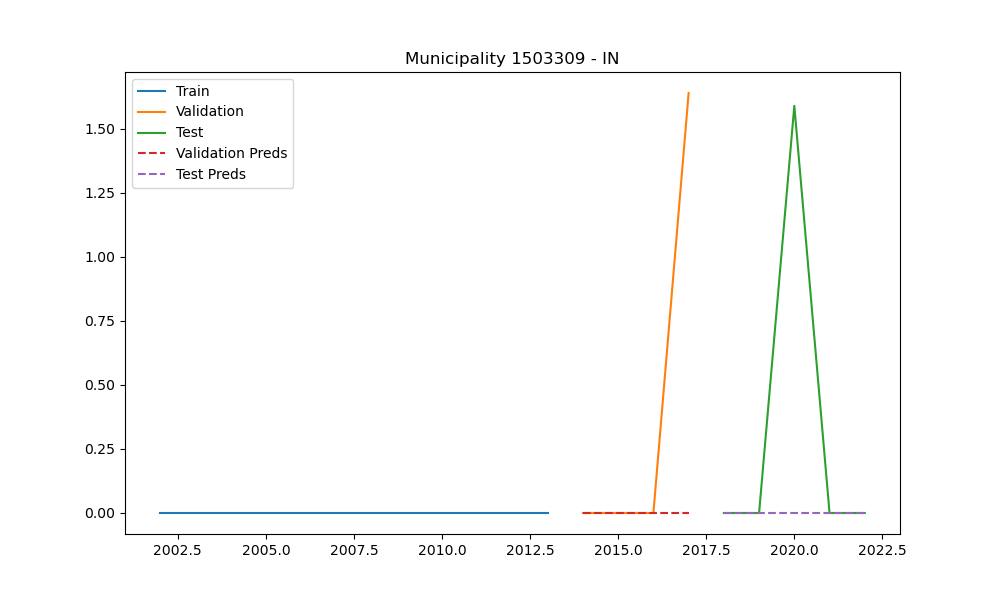 Municipality 1503309 - IN
Train
Validation
Test
Validation Preds
Test Preds
1.50
1.25
1.00
0.75
0.50
0.25
0.00
2002.5 2005.0 2007.5 2010.0 2012.5 2015.0 2017.5 2020.0 2022.5